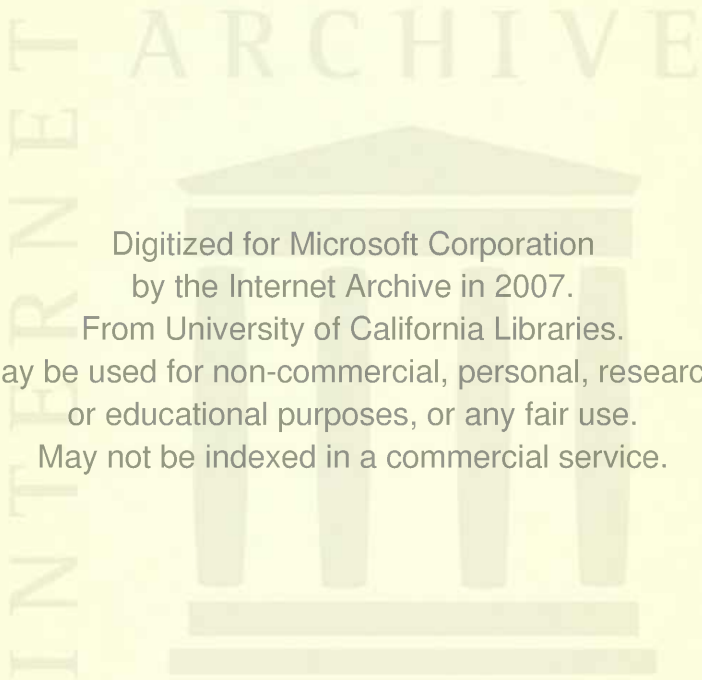 INTERNET ARCHIVE
Digitized for Microsoft Corporation
by the Internet Archive in 2007.
From University of California Libraries.
ay be used for non-commercial, personal, researc
or educational purposes, or any fair use.
May not be indexed in a commercial service.